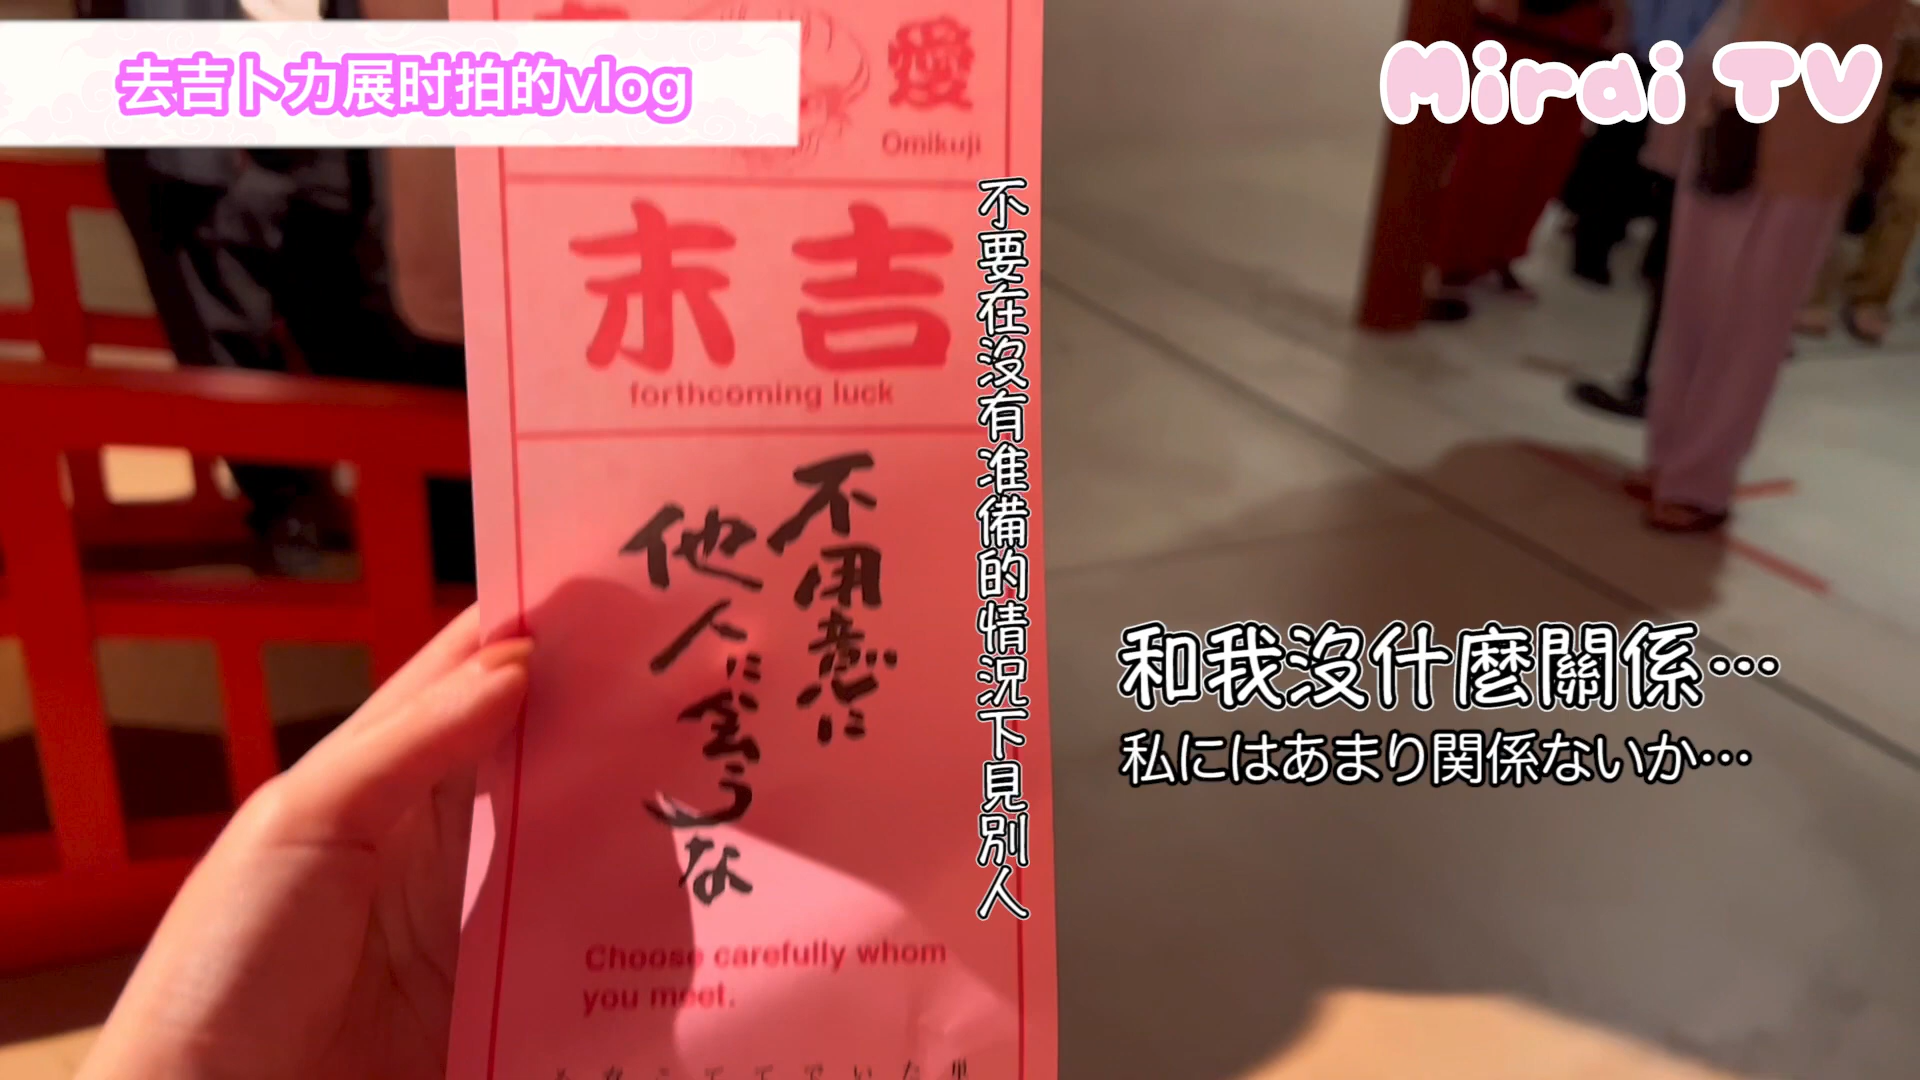 去吉卜力展时拍的vlog
Mirai TV
愛
Omikuji
末吉
forthcoming luck
不用意に
他人に会うな
不要在沒有准備的情況下見別人
Choose carefully whom
you meet.
和我沒什麼關係…
私にはあまり関係ないか…